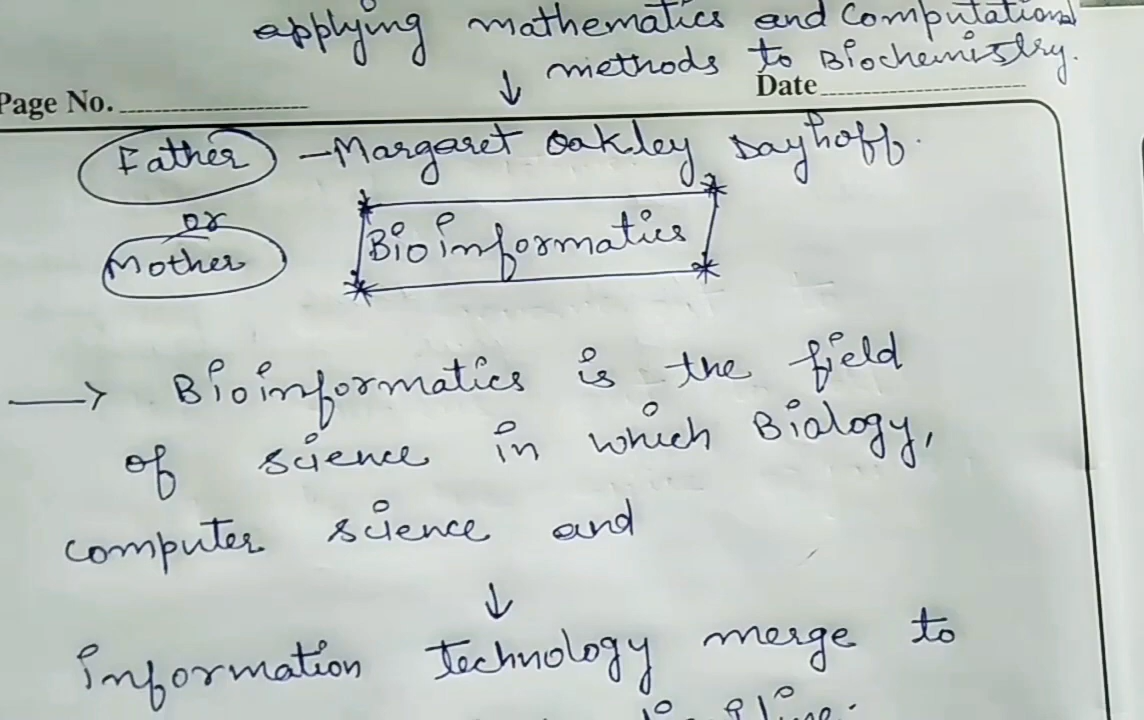 applying mathematics and Computational
methods to Biochemistry.
↓
Page No. Date
Father - Margaret Oakley Dayhoff.
or
Mother
Bioinformatics
→ Bioinformatics is the field
of science in which Biology,
computer science and
↓
information technology merge to